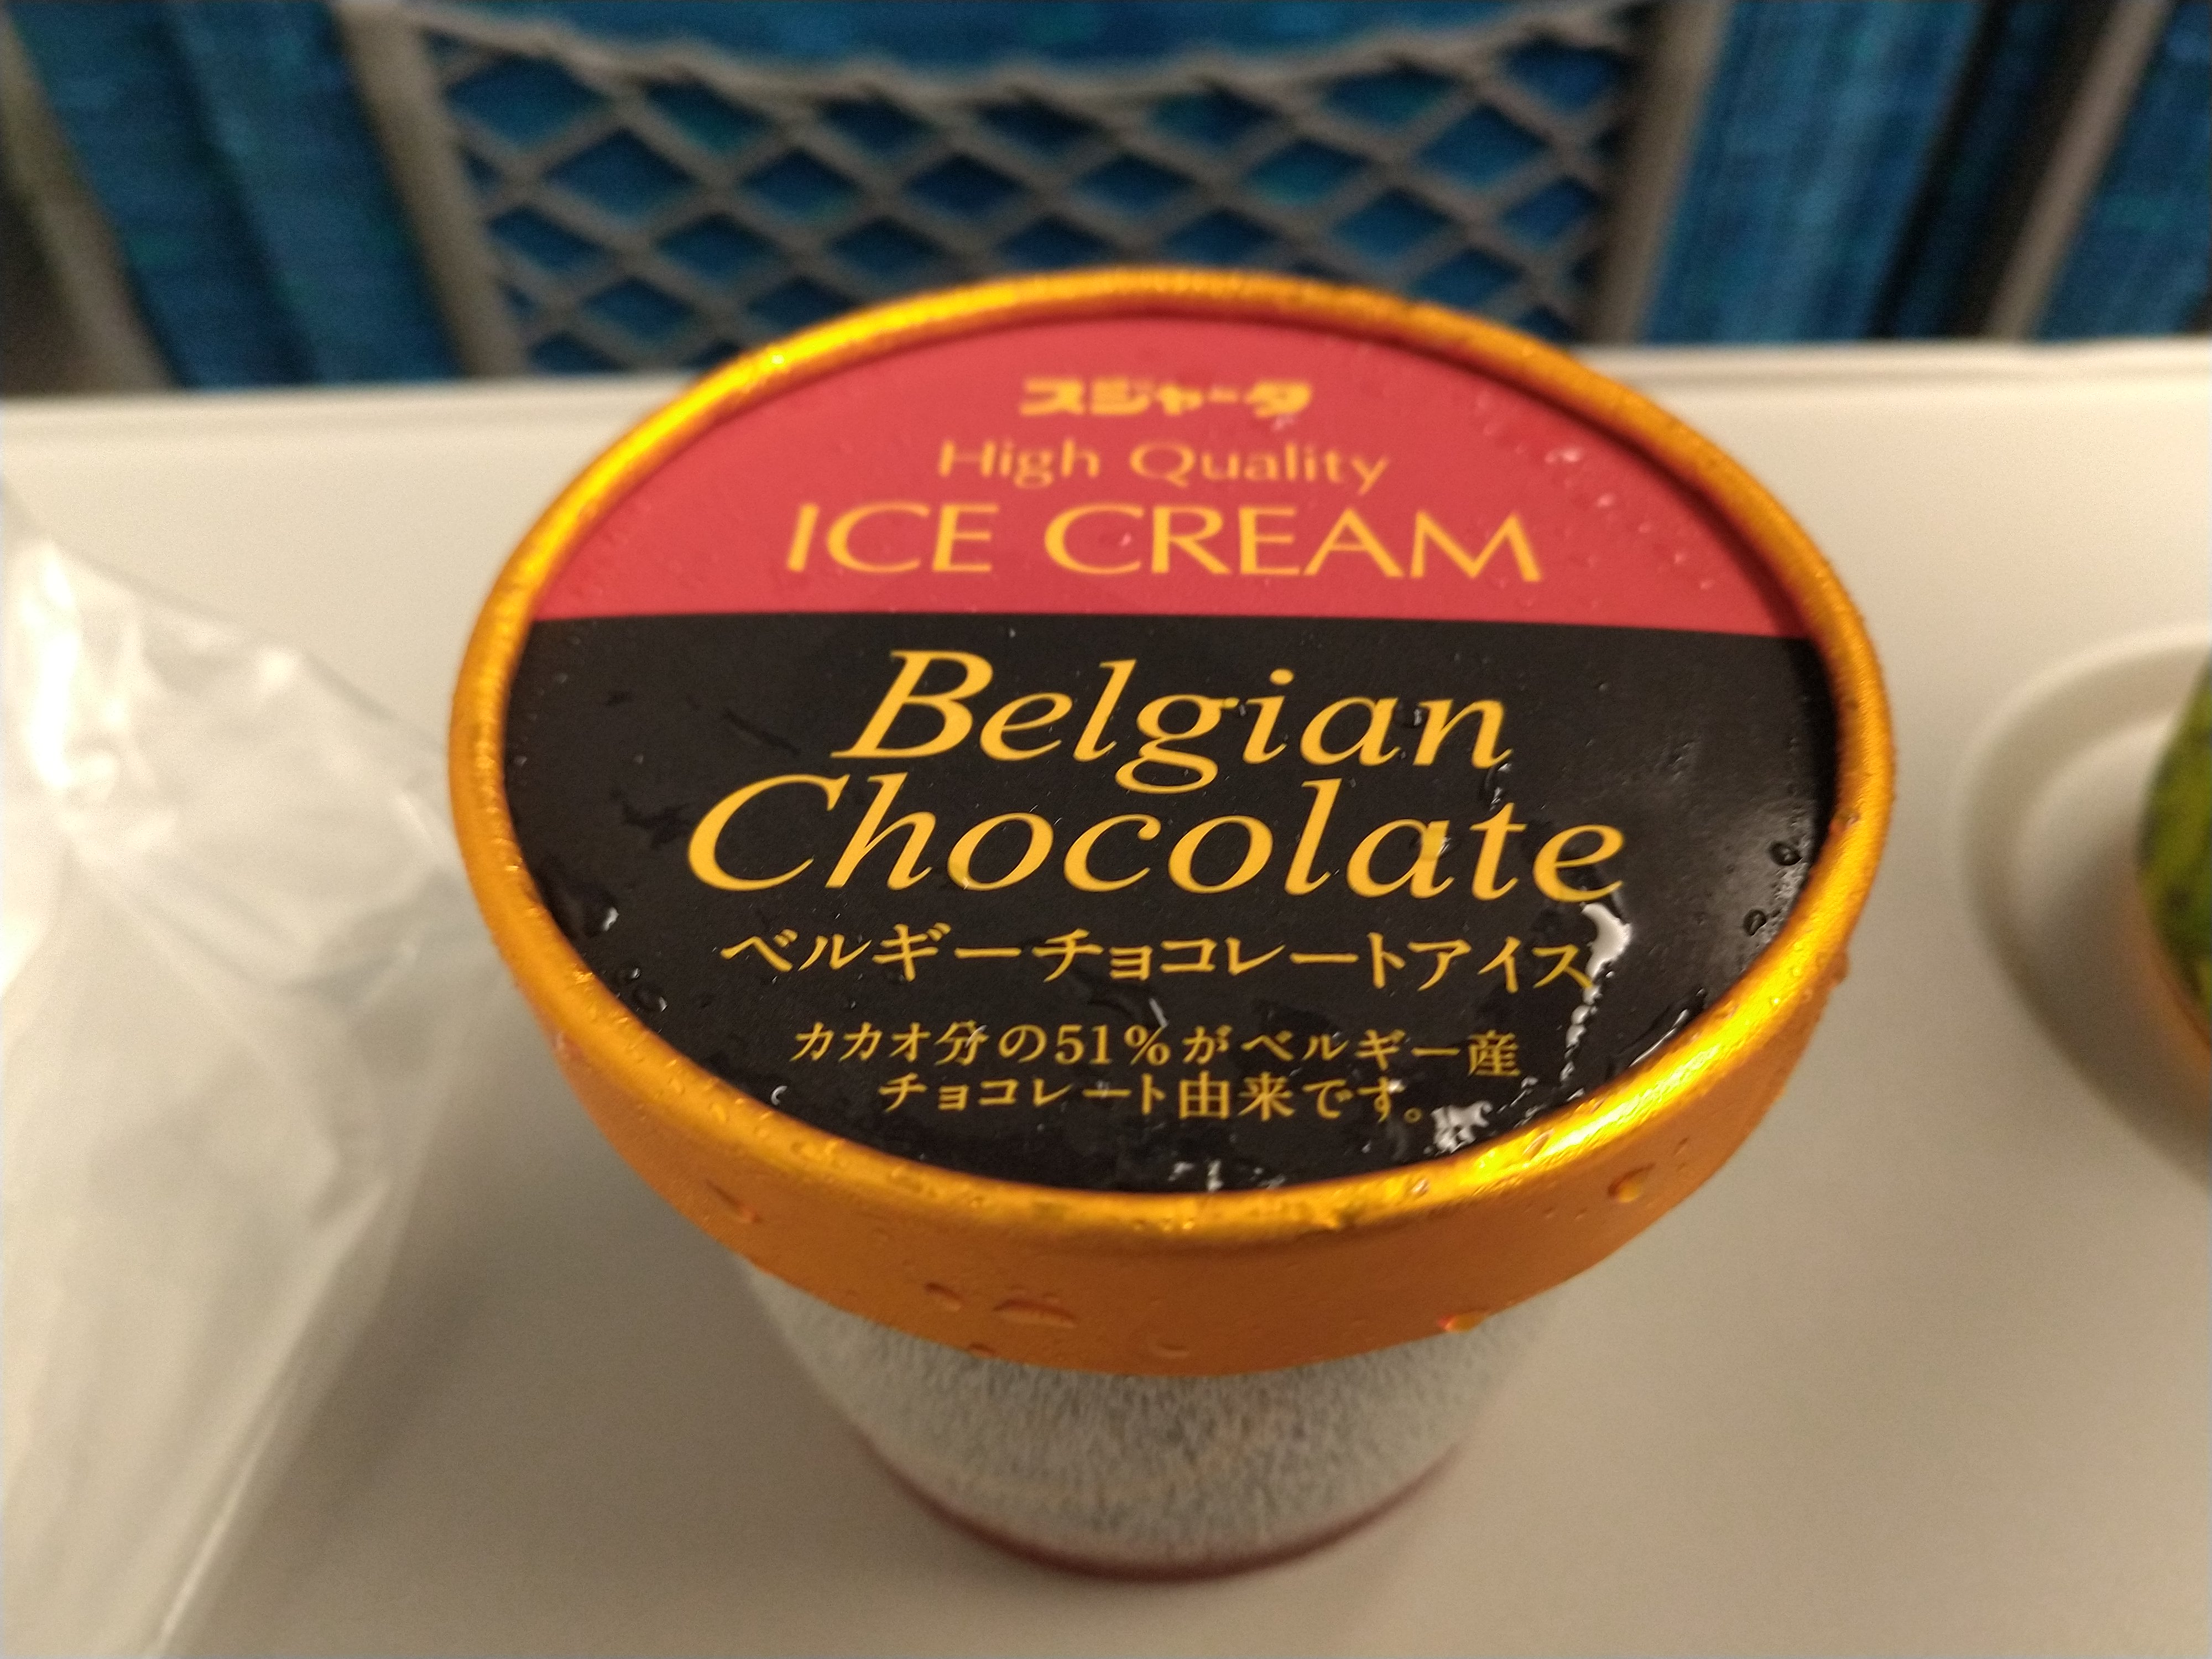 スジャータ
High Quality
ICE CREAM
Belgian
Chocolate
ベルギーチョコレートアイス
カカオ分の51%がベルギー産
チョコレート由来です。